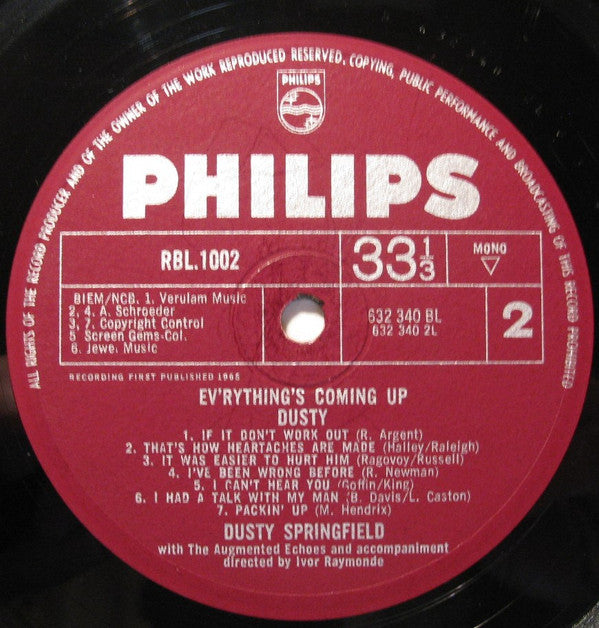 ALL RIGHTS OF THE RECORD PRODUCER AND OF THE OWNER OF THE WORK REPRODUCED RESERVED. COPYING, PUBLIC PERFORMANCE AND BROADCASTING OF THIS RECORD PROHIBITED
PHILIPS
PHILIPS
RBL.1002
33 1/3
MONO
BIEM/NCB. 1. Verulam Music
2, 4. A. Schroeder
3, 7. Copyright Control
5 Screen Gems-Col.
6. Jewel Music
632 340 BL
632 340 2L
2
RECORDING FIRST PUBLISHED 1965
EV'RYTHING'S COMING UP
DUSTY
1. IF IT DON'T WORK OUT (R. Argent)
2. THAT'S HOW HEARTACHES ARE MADE (Halley/Raleigh)
3. IT WAS EASIER TO HURT HIM (Ragovoy/Russell)
4. I'VE BEEN WRONG BEFORE (R. Newman)
5. I CAN'T HEAR YOU (Goffin/King)
6. I HAD A TALK WITH MY MAN (B. Davis/L. Caston)
7. PACKIN' UP (M. Hendrix)
DUSTY SPRINGFIELD
with The Augmented Echoes and accompaniment
directed by Ivor Raymonde